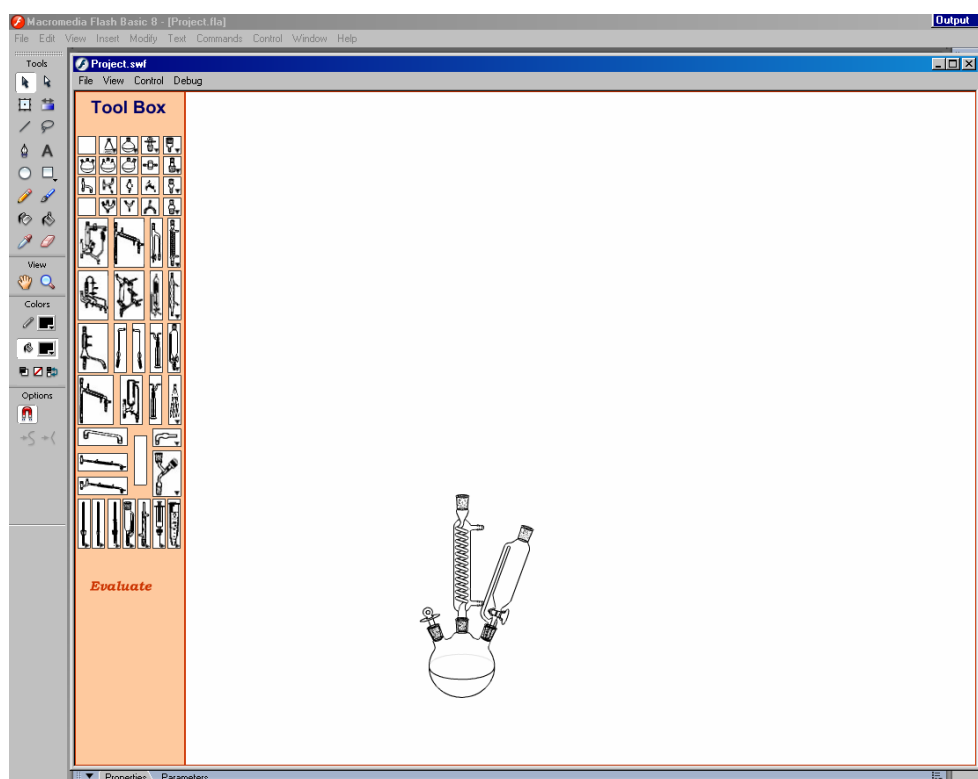 Macromedia Flash Basic 8 - [Project.fla]
Output
File Edit View Insert Modify Text Commands Control Window Help
Tools
Project.swf
File View Control Debug
Tool Box
View
Colors
Options
Evaluate
Properties Parameters